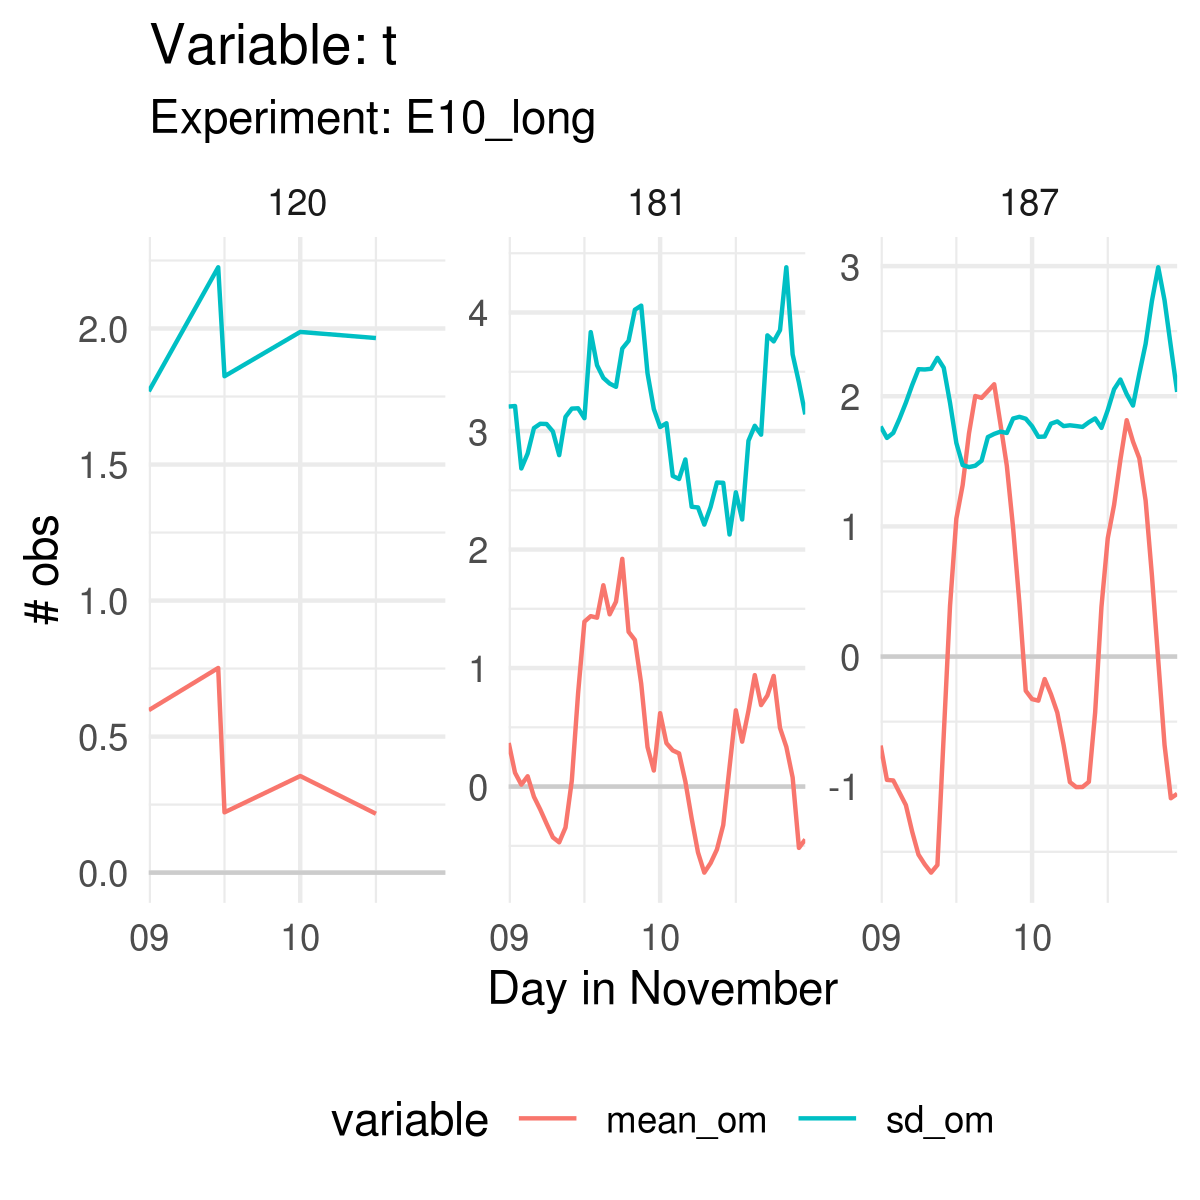 Variable: t
Experiment: E10_long
120 181 187
# obs
2.0
1.5
1.0
0.5
0.0
4
3
2
1
0
3
2
1
0
-1
09 10 09 10 09 10
Day in November
variable mean_om sd_om